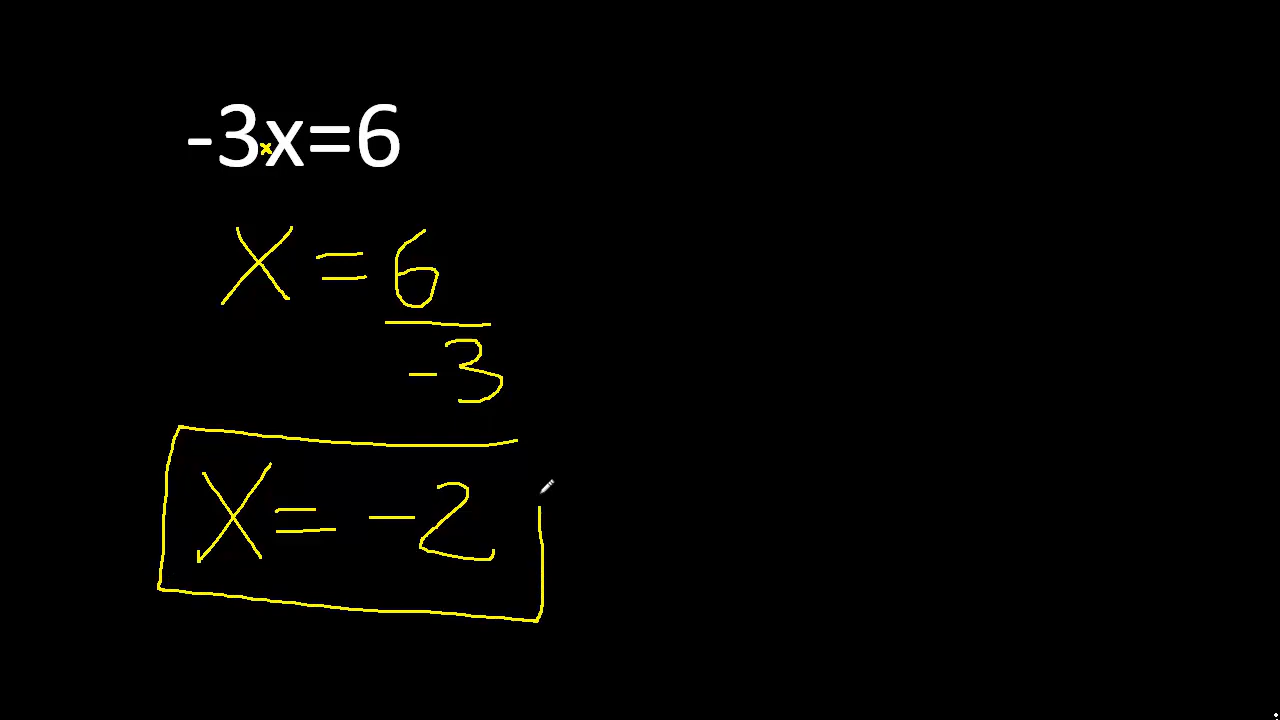 -3x=6
x
X = 6
-3
X = -2